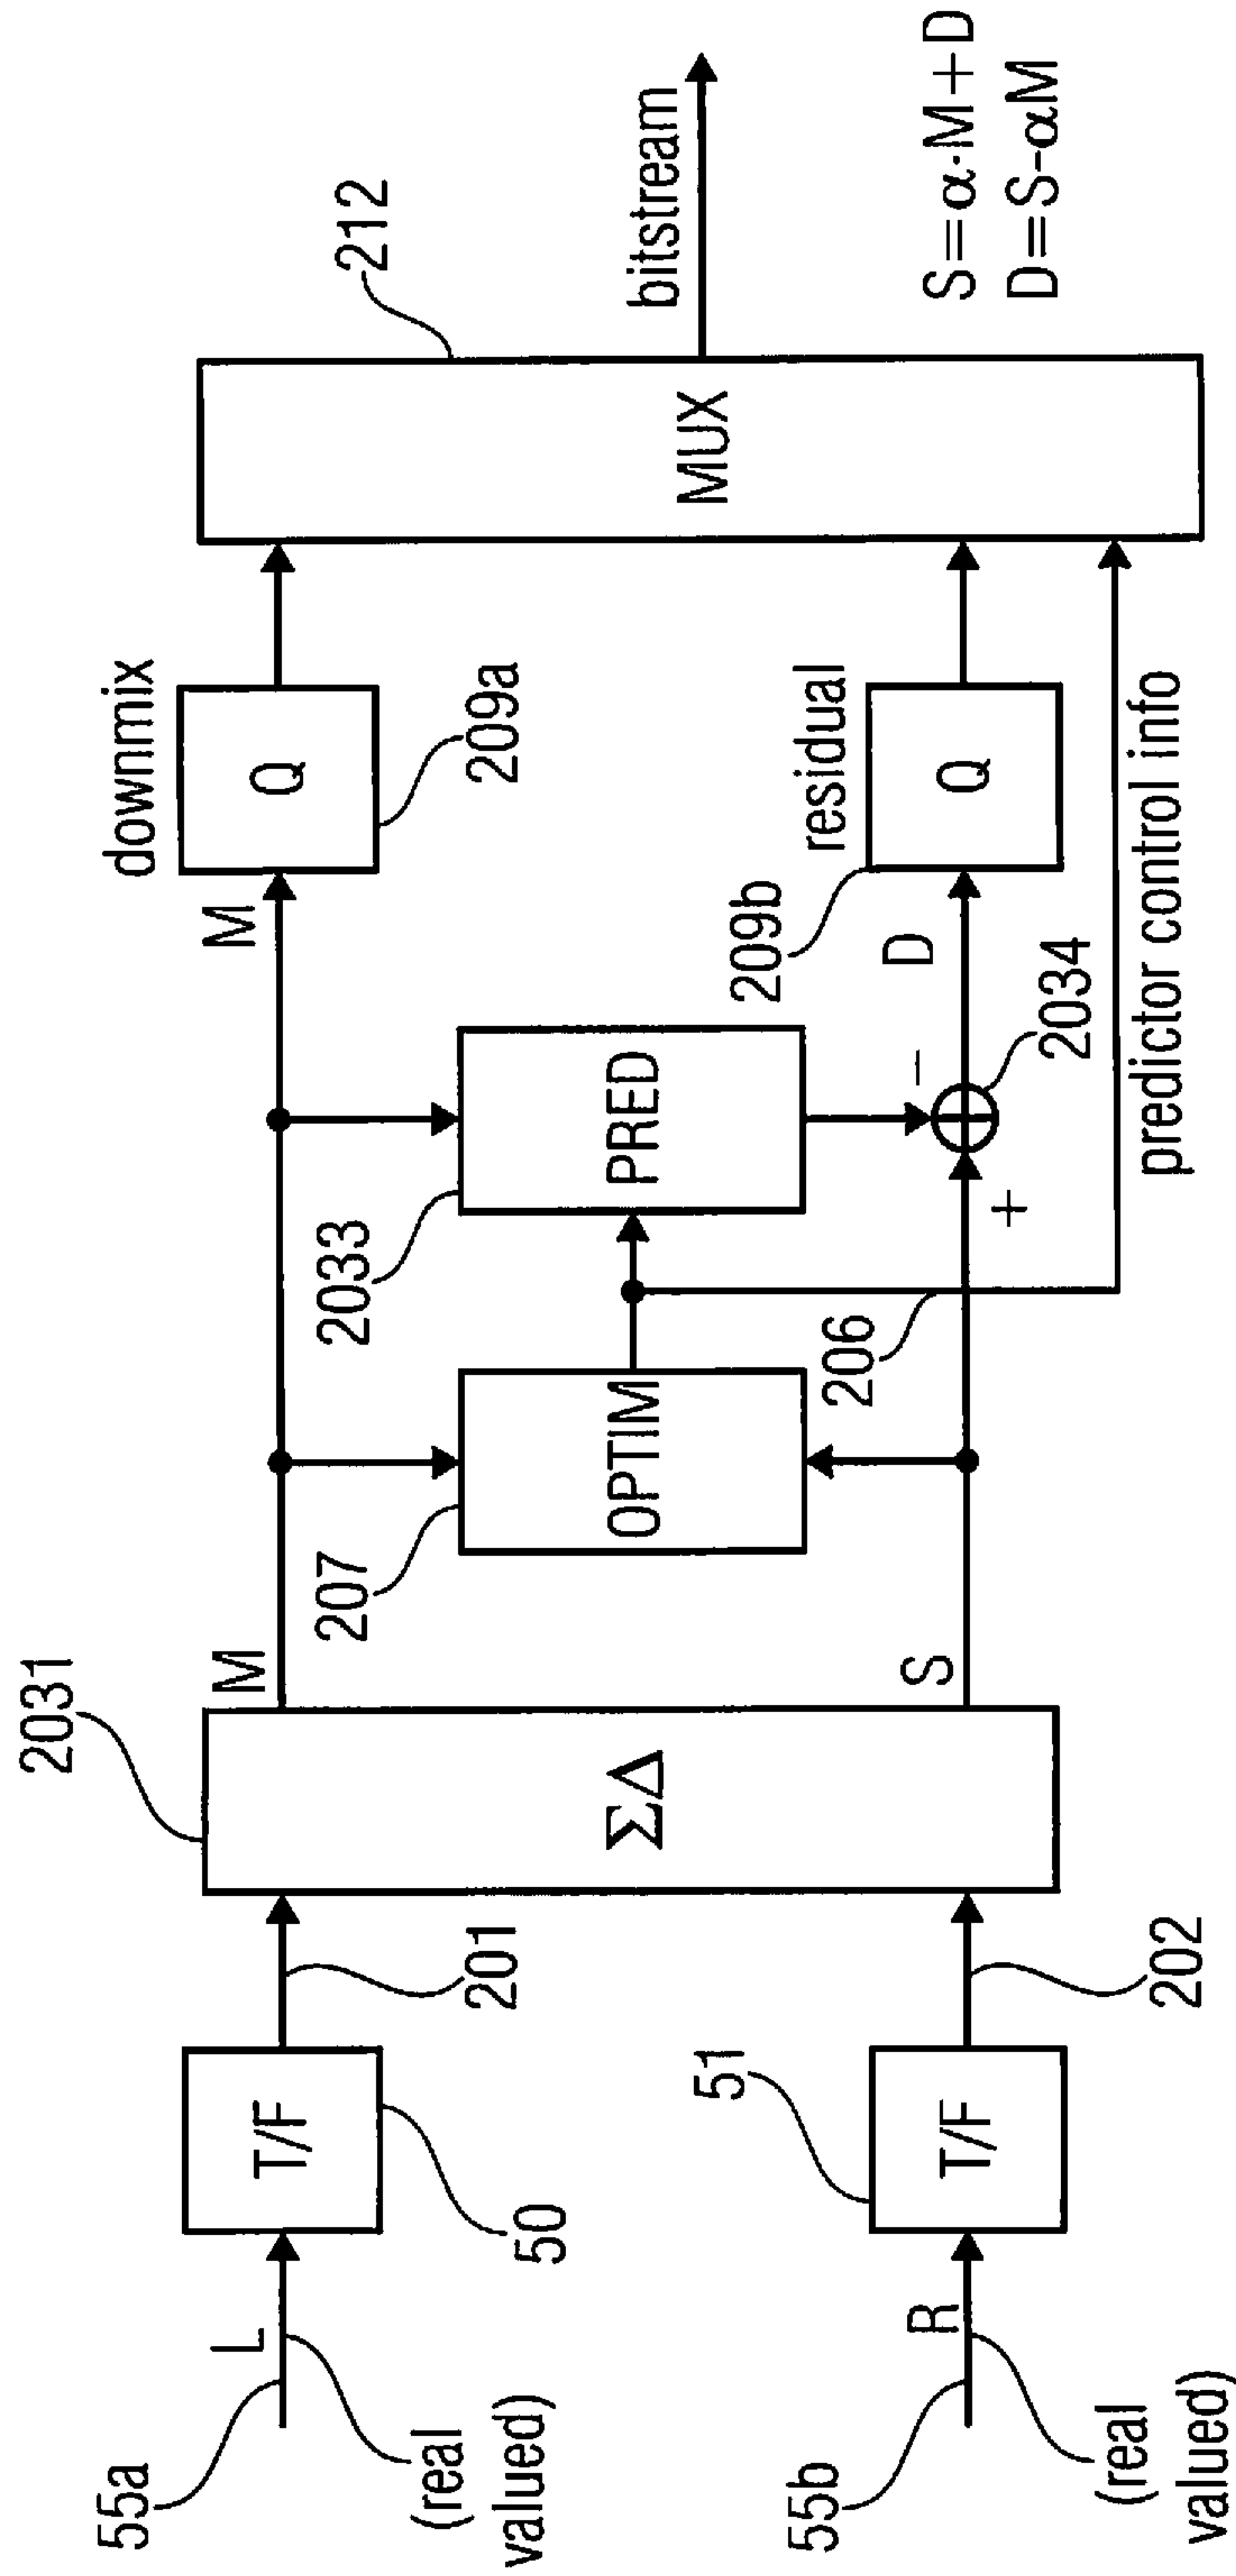 55a
L
(real
valued)
T/F
50
201
2031
ΣΔ
M
207
OPTIM
2033
PRED
M
downmix
Q
209a
MUX
212
bitstream
55b
R
(real
valued)
T/F
51
202
S
206
+
−
2034
D
209b
residual
Q
predictor control info
S=α·M+D
D=S-αM